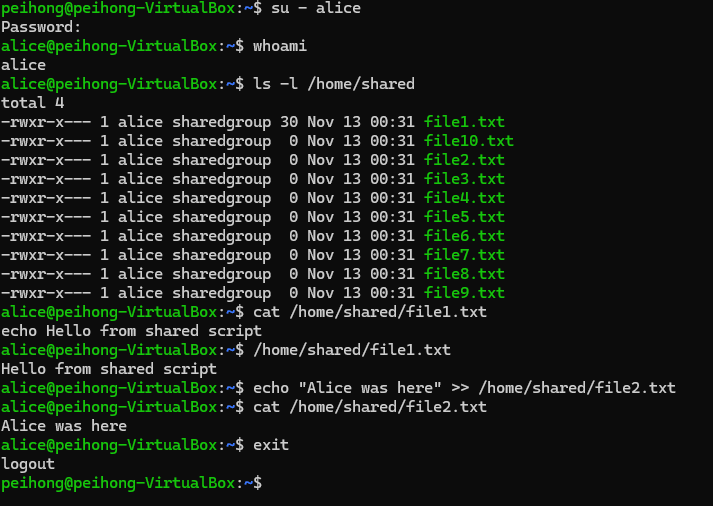 peihong@peihong-VirtualBox:~$ su - alice
Password:
alice@peihong-VirtualBox:~$ whoami
alice
alice@peihong-VirtualBox:~$ ls -l /home/shared
total 4
-rwxr-x--- 1 alice sharedgroup 30 Nov 13 00:31 file1.txt
-rwxr-x--- 1 alice sharedgroup  0 Nov 13 00:31 file10.txt
-rwxr-x--- 1 alice sharedgroup  0 Nov 13 00:31 file2.txt
-rwxr-x--- 1 alice sharedgroup  0 Nov 13 00:31 file3.txt
-rwxr-x--- 1 alice sharedgroup  0 Nov 13 00:31 file4.txt
-rwxr-x--- 1 alice sharedgroup  0 Nov 13 00:31 file5.txt
-rwxr-x--- 1 alice sharedgroup  0 Nov 13 00:31 file6.txt
-rwxr-x--- 1 alice sharedgroup  0 Nov 13 00:31 file7.txt
-rwxr-x--- 1 alice sharedgroup  0 Nov 13 00:31 file8.txt
-rwxr-x--- 1 alice sharedgroup  0 Nov 13 00:31 file9.txt
alice@peihong-VirtualBox:~$ cat /home/shared/file1.txt
echo Hello from shared script
alice@peihong-VirtualBox:~$ /home/shared/file1.txt
Hello from shared script
alice@peihong-VirtualBox:~$ echo "Alice was here" >> /home/shared/file2.txt
alice@peihong-VirtualBox:~$ cat /home/shared/file2.txt
Alice was here
alice@peihong-VirtualBox:~$ exit
logout
peihong@peihong-VirtualBox:~$